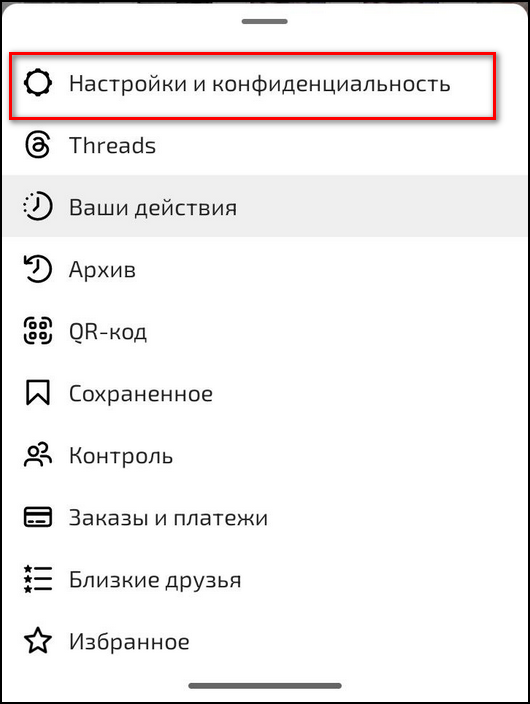 Настройки и конфиденциальность
Threads
Ваши действия
Архив
QR-код
Сохраненное
Контроль
Заказы и платежи
Близкие друзья
Избранное